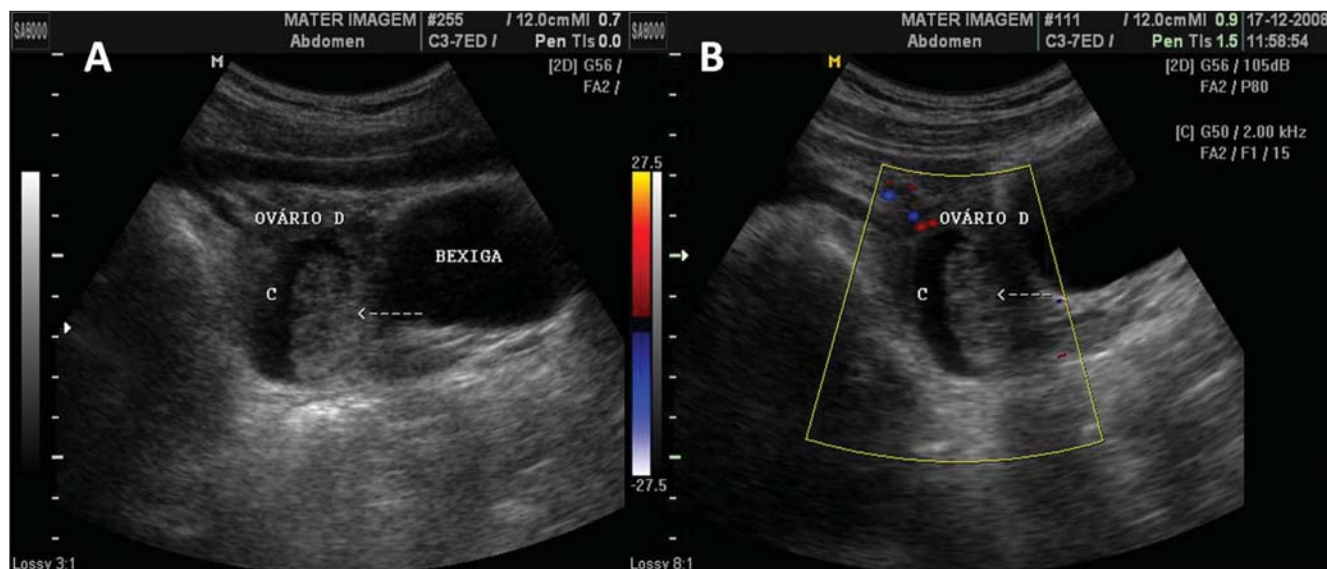 SA8000
MATER IMAGEM
Abdomen
#255 / 12.0cm
C3-7ED /
MI 0.7
Pen TIs 0.0
A
M
[2D] G56 /
FA2 /
OVÁRIO D
BEXIGA
C
Lossy 3:1
SA8000
MATER IMAGEM
Abdomen
#111 / 12.0cm
C3-7ED /
MI 0.9
Pen TIs 1.5
17-12-2008
11:58:54
B
M
[2D] G56 / 105dB
FA2 / P80
[C] G50 / 2.00 kHz
FA2 / F1 / 15
27.5
-27.5
OVÁRIO D
C
Lossy 8:1